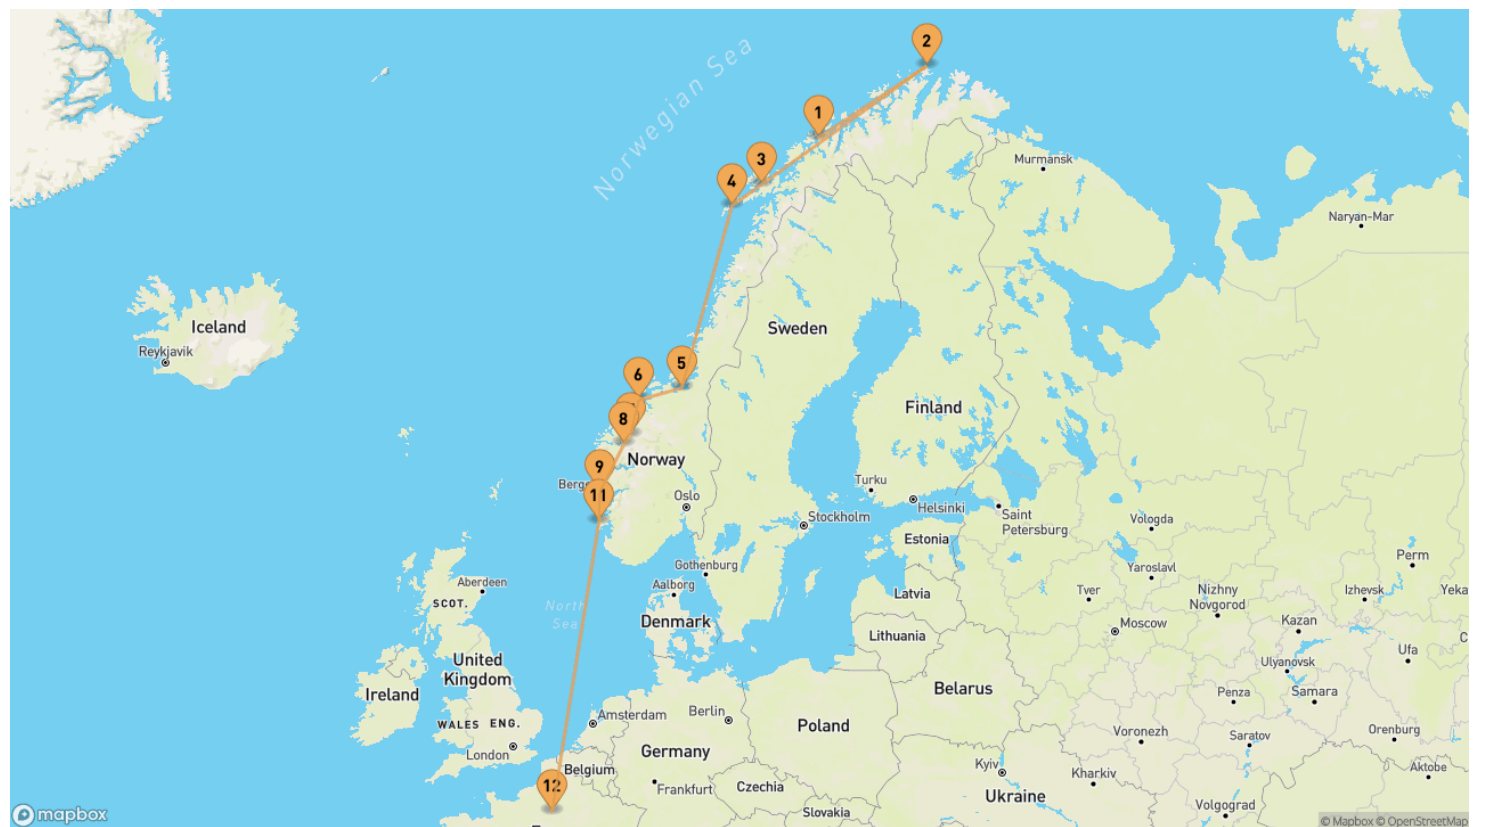 2
1
Norwegian Sea
3
4
Murmansk
Naryan-Mar
Iceland
Reykjavik
Sweden
5
6
Finland
8
Norway
9
Berge
11
Oslo
Turku
Helsinki
Stockholm
Saint
Petersburg
Vologda
Estonia
Perm
Gothenburg
Yaroslavl
Aberdeen
Aalborg
SCOT.
North
Sea
Latvia
Tver
Nizhny
Novgorod
Izhevsk
Yeka
Denmark
Lithuania
Moscow
Kazan
C
Ufa
United
Kingdom
Ulyanovsk
Ireland
Belarus
Penza
Samara
WALES
ENG.
Amsterdam
Berlin
Poland
Voronezh
Saratov
Orenburg
London
Germany
Belgium
Kyiv
Kharkiv
Aktobe
12
Frankfurt
Czechia
Ukraine
Volgograd
Slovakia
mapbox
© Mapbox © OpenStreetMap